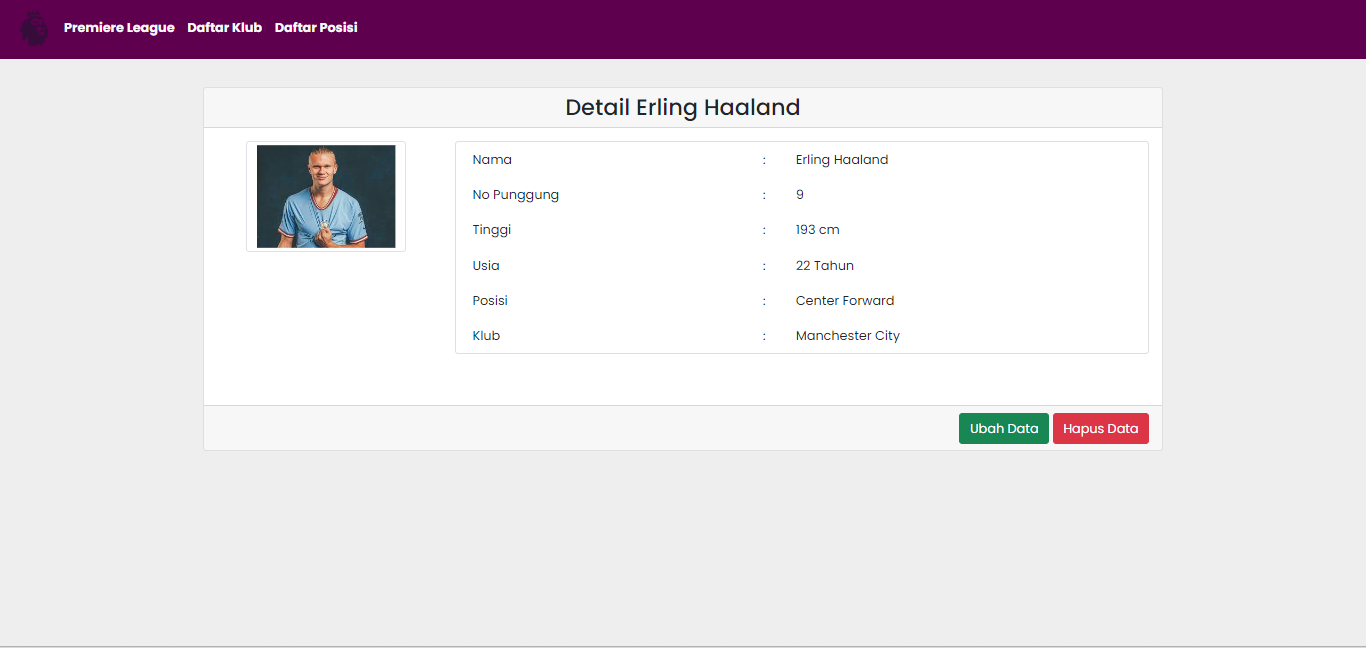 Premiere League Daftar Klub Daftar Posisi
Detail Erling Haaland
Nama : Erling Haaland
No Punggung : 9
Tinggi : 193 cm
Usia : 22 Tahun
Posisi : Center Forward
Klub : Manchester City
Ubah Data Hapus Data